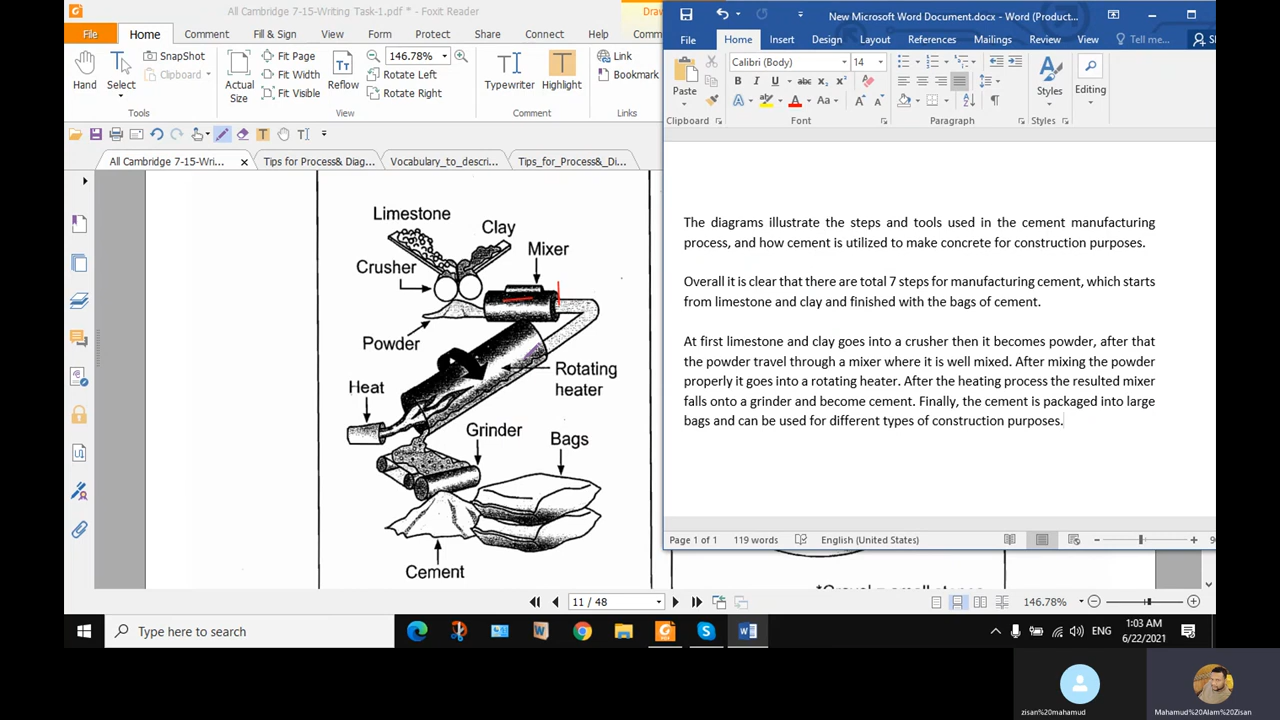 All Cambridge 7-15-Writing Task-1.pdf * - Foxit Reader
New Microsoft Word Document.docx - Word (Product...
File Home Comment Fill & Sign View Form Protect Share Connect Help
File Home Insert Design Layout References Mailings Review View Tell me...
SnapShot
Clipboard
Hand
Select
Tools
Actual Size
Fit Page
Fit Width
Fit Visible
Reflow
146.78%
Rotate Left
Rotate Right
View
Typewriter
Highlight
Comment
Link
Bookmark
Links
Paste
Clipboard
Calibri (Body) 14
Font
Paragraph
Styles
Styles
Editing
All Cambridge 7-15-Wri...
Tips for Process& Diag...
Vocabulary_to_descri...
Tips_for_Process&_Di...
Limestone
Clay
Mixer
Crusher
Powder
Rotating
heater
Heat
Grinder
Bags
Cement
The diagrams illustrate the steps and tools used in the cement manufacturing
process, and how cement is utilized to make concrete for construction purposes.
Overall it is clear that there are total 7 steps for manufacturing cement, which starts
from limestone and clay and finished with the bags of cement.
At first limestone and clay goes into a crusher then it becomes powder, after that
the powder travel through a mixer where it is well mixed. After mixing the powder
properly it goes into a rotating heater. After the heating process the resulted mixer
falls onto a grinder and become cement. Finally, the cement is packaged into large
bags and can be used for different types of construction purposes.
Page 1 of 1 119 words English (United States)
11 / 48
146.78%
Type here to search
ENG
1:03 AM
6/22/2021
zisan%20mahamud
Mahamud%20Alam%20Zisan